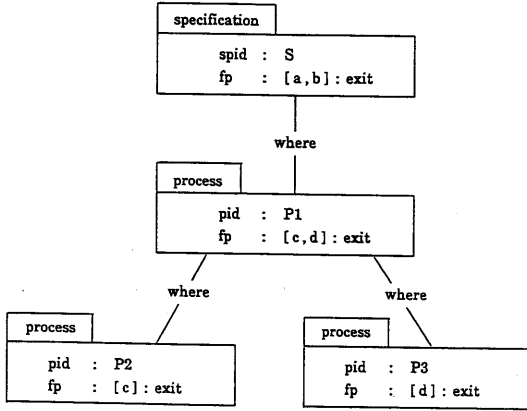 specification
spid : S
fp : [a,b]:exit
where
process
pid : P1
fp : [c,d]:exit
where
where
process
pid : P2
fp : [c]:exit
process
pid : P3
fp : [d]:exit